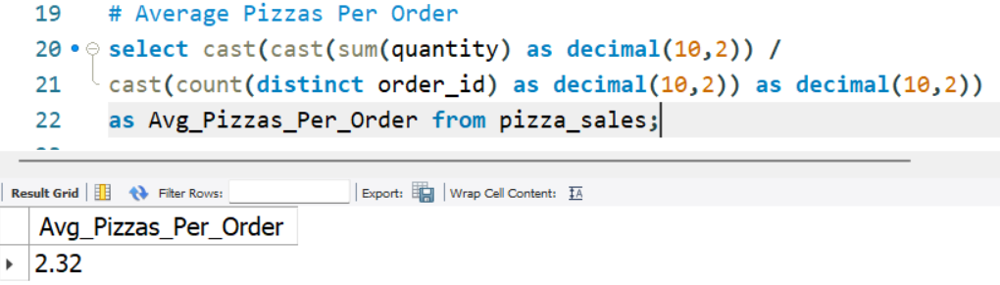 19 # Average Pizzas Per Order
20 select cast(cast(sum(quantity) as decimal(10,2)) /
21 cast(count(distinct order_id) as decimal(10,2)) as decimal(10,2))
22 as Avg_Pizzas_Per_Order from pizza_sales;
Result Grid Filter Rows: Export: Wrap Cell Content: IA
Avg_Pizzas_Per_Order
2.32